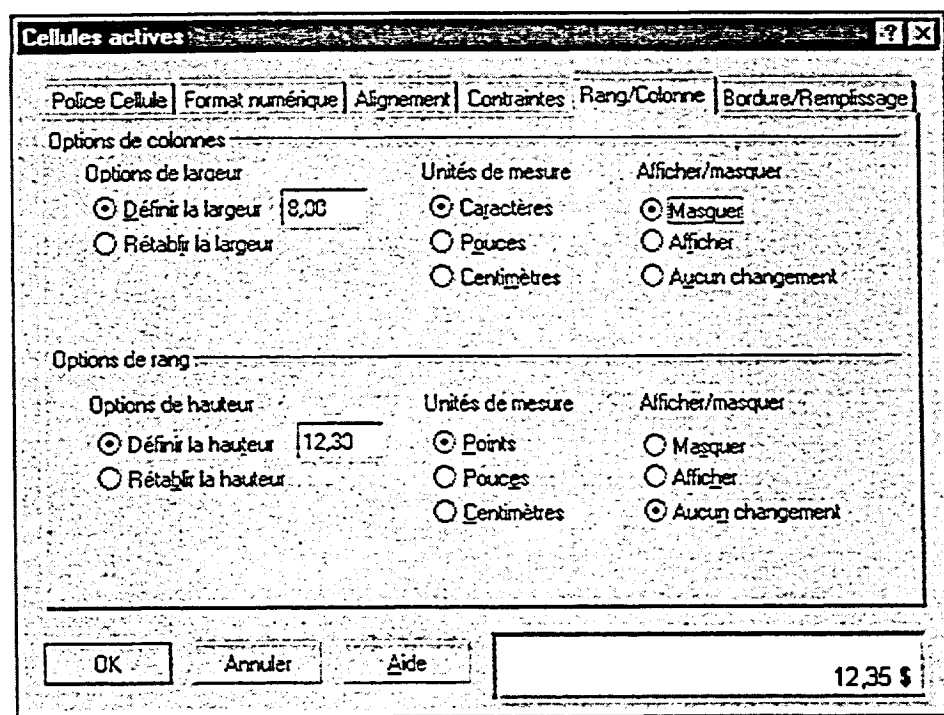 Cellules actives
Police Cellule Format numérique Alignement Contraintes Rang/Colonne Bordure/Remplissage
Options de colonnes
Options de largeur Unités de mesure Afficher/masquer
Définir la largeur 8,00 Caractères Masquer
Rétablir la largeur Pouces Afficher
Centimètres Aucun changement
Options de rang
Options de hauteur Unités de mesure Afficher/masquer
Définir la hauteur 12,30 Points Masquer
Rétablir la hauteur Pouces Afficher
Centimètres Aucun changement
OK Annuler Aide 12,35 $